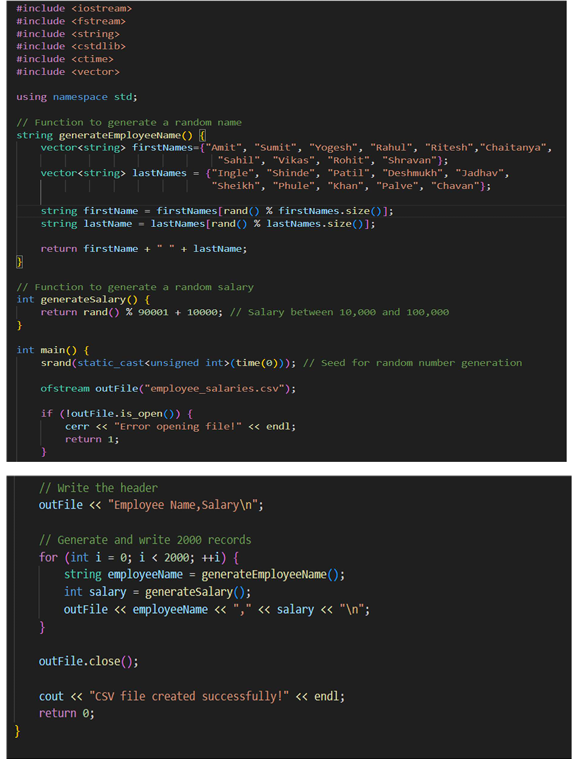 #include <iostream>
#include <fstream>
#include <string>
#include <cstdlib>
#include <ctime>
#include <vector>

using namespace std;

// Function to generate a random name
string generateEmployeeName() {
    vector<string> firstNames={"Amit", "Sumit", "Yogesh", "Rahul", "Ritesh","Chaitanya",
                               "Sahil", "Vikas", "Rohit", "Shravan"};
    vector<string> lastNames = {"Ingle", "Shinde", "Patil", "Deshmukh", "Jadhav",
                               "Sheikh", "Phule", "Khan", "Palve", "Chavan"};

    string firstName = firstNames[rand() % firstNames.size()];
    string lastName = lastNames[rand() % lastNames.size()];

    return firstName + " " + lastName;
}

// Function to generate a random salary
int generateSalary() {
    return rand() % 90001 + 10000; // Salary between 10,000 and 100,000
}

int main() {
    srand(static_cast<unsigned int>(time(0))); // Seed for random number generation

    ofstream outFile("employee_salaries.csv");

    if (!outFile.is_open()) {
        cerr << "Error opening file!" << endl;
        return 1;
    }

    // Write the header
    outFile << "Employee Name,Salary\n";

    // Generate and write 2000 records
    for (int i = 0; i < 2000; ++i) {
        string employeeName = generateEmployeeName();
        int salary = generateSalary();
        outFile << employeeName << "," << salary << "\n";
    }

    outFile.close();

    cout << "CSV file created successfully!" << endl;
    return 0;
}